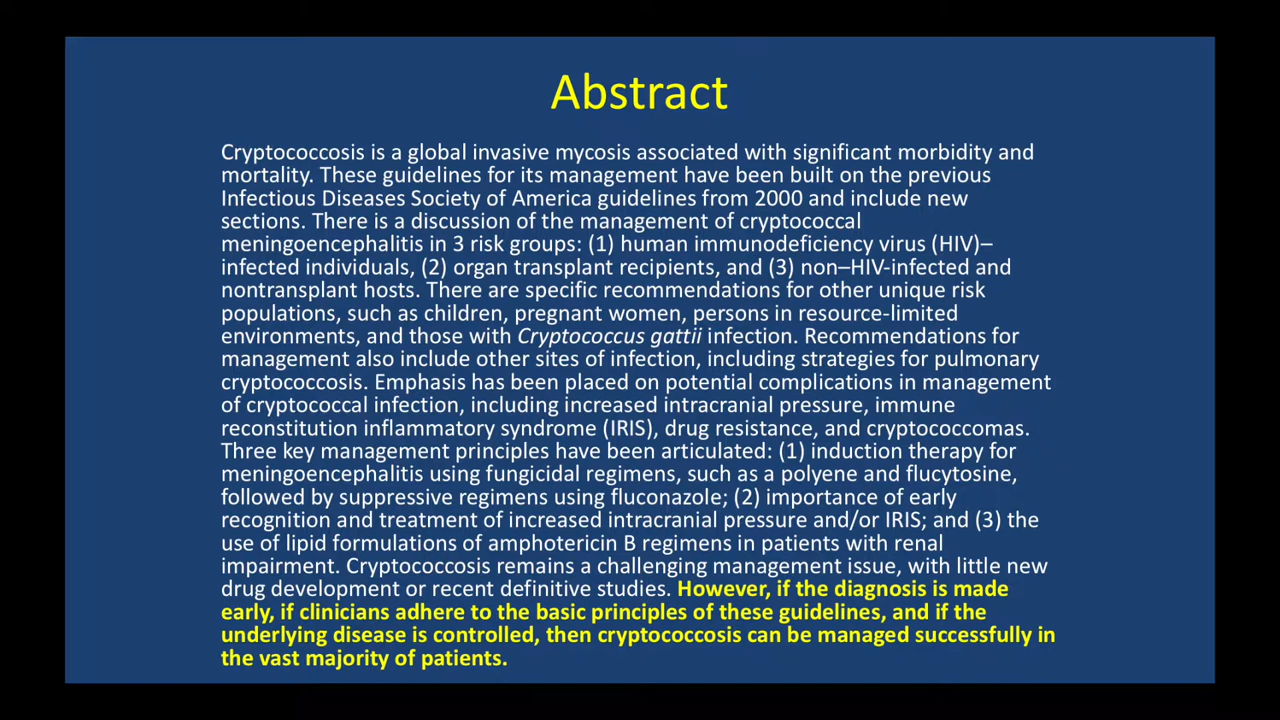 Abstract
Cryptococcosis is a global invasive mycosis associated with significant morbidity and
mortality. These guidelines for its management have been built on the previous
Infectious Diseases Society of America guidelines from 2000 and include new
sections. There is a discussion of the management of cryptococcal
meningoencephalitis in 3 risk groups: (1) human immunodeficiency virus (HIV)–
infected individuals, (2) organ transplant recipients, and (3) non–HIV-infected and
nontransplant hosts. There are specific recommendations for other unique risk
populations, such as children, pregnant women, persons in resource-limited
environments, and those with Cryptococcus gattii infection. Recommendations for
management also include other sites of infection, including strategies for pulmonary
cryptococcosis. Emphasis has been placed on potential complications in management
of cryptococcal infection, including increased intracranial pressure, immune
reconstitution inflammatory syndrome (IRIS), drug resistance, and cryptococcomas.
Three key management principles have been articulated: (1) induction therapy for
meningoencephalitis using fungicidal regimens, such as a polyene and flucytosine,
followed by suppressive regimens using fluconazole; (2) importance of early
recognition and treatment of increased intracranial pressure and/or IRIS; and (3) the
use of lipid formulations of amphotericin B regimens in patients with renal
impairment. Cryptococcosis remains a challenging management issue, with little new
drug development or recent definitive studies. However, if the diagnosis is made
early, if clinicians adhere to the basic principles of these guidelines, and if the
underlying disease is controlled, then cryptococcosis can be managed successfully in
the vast majority of patients.